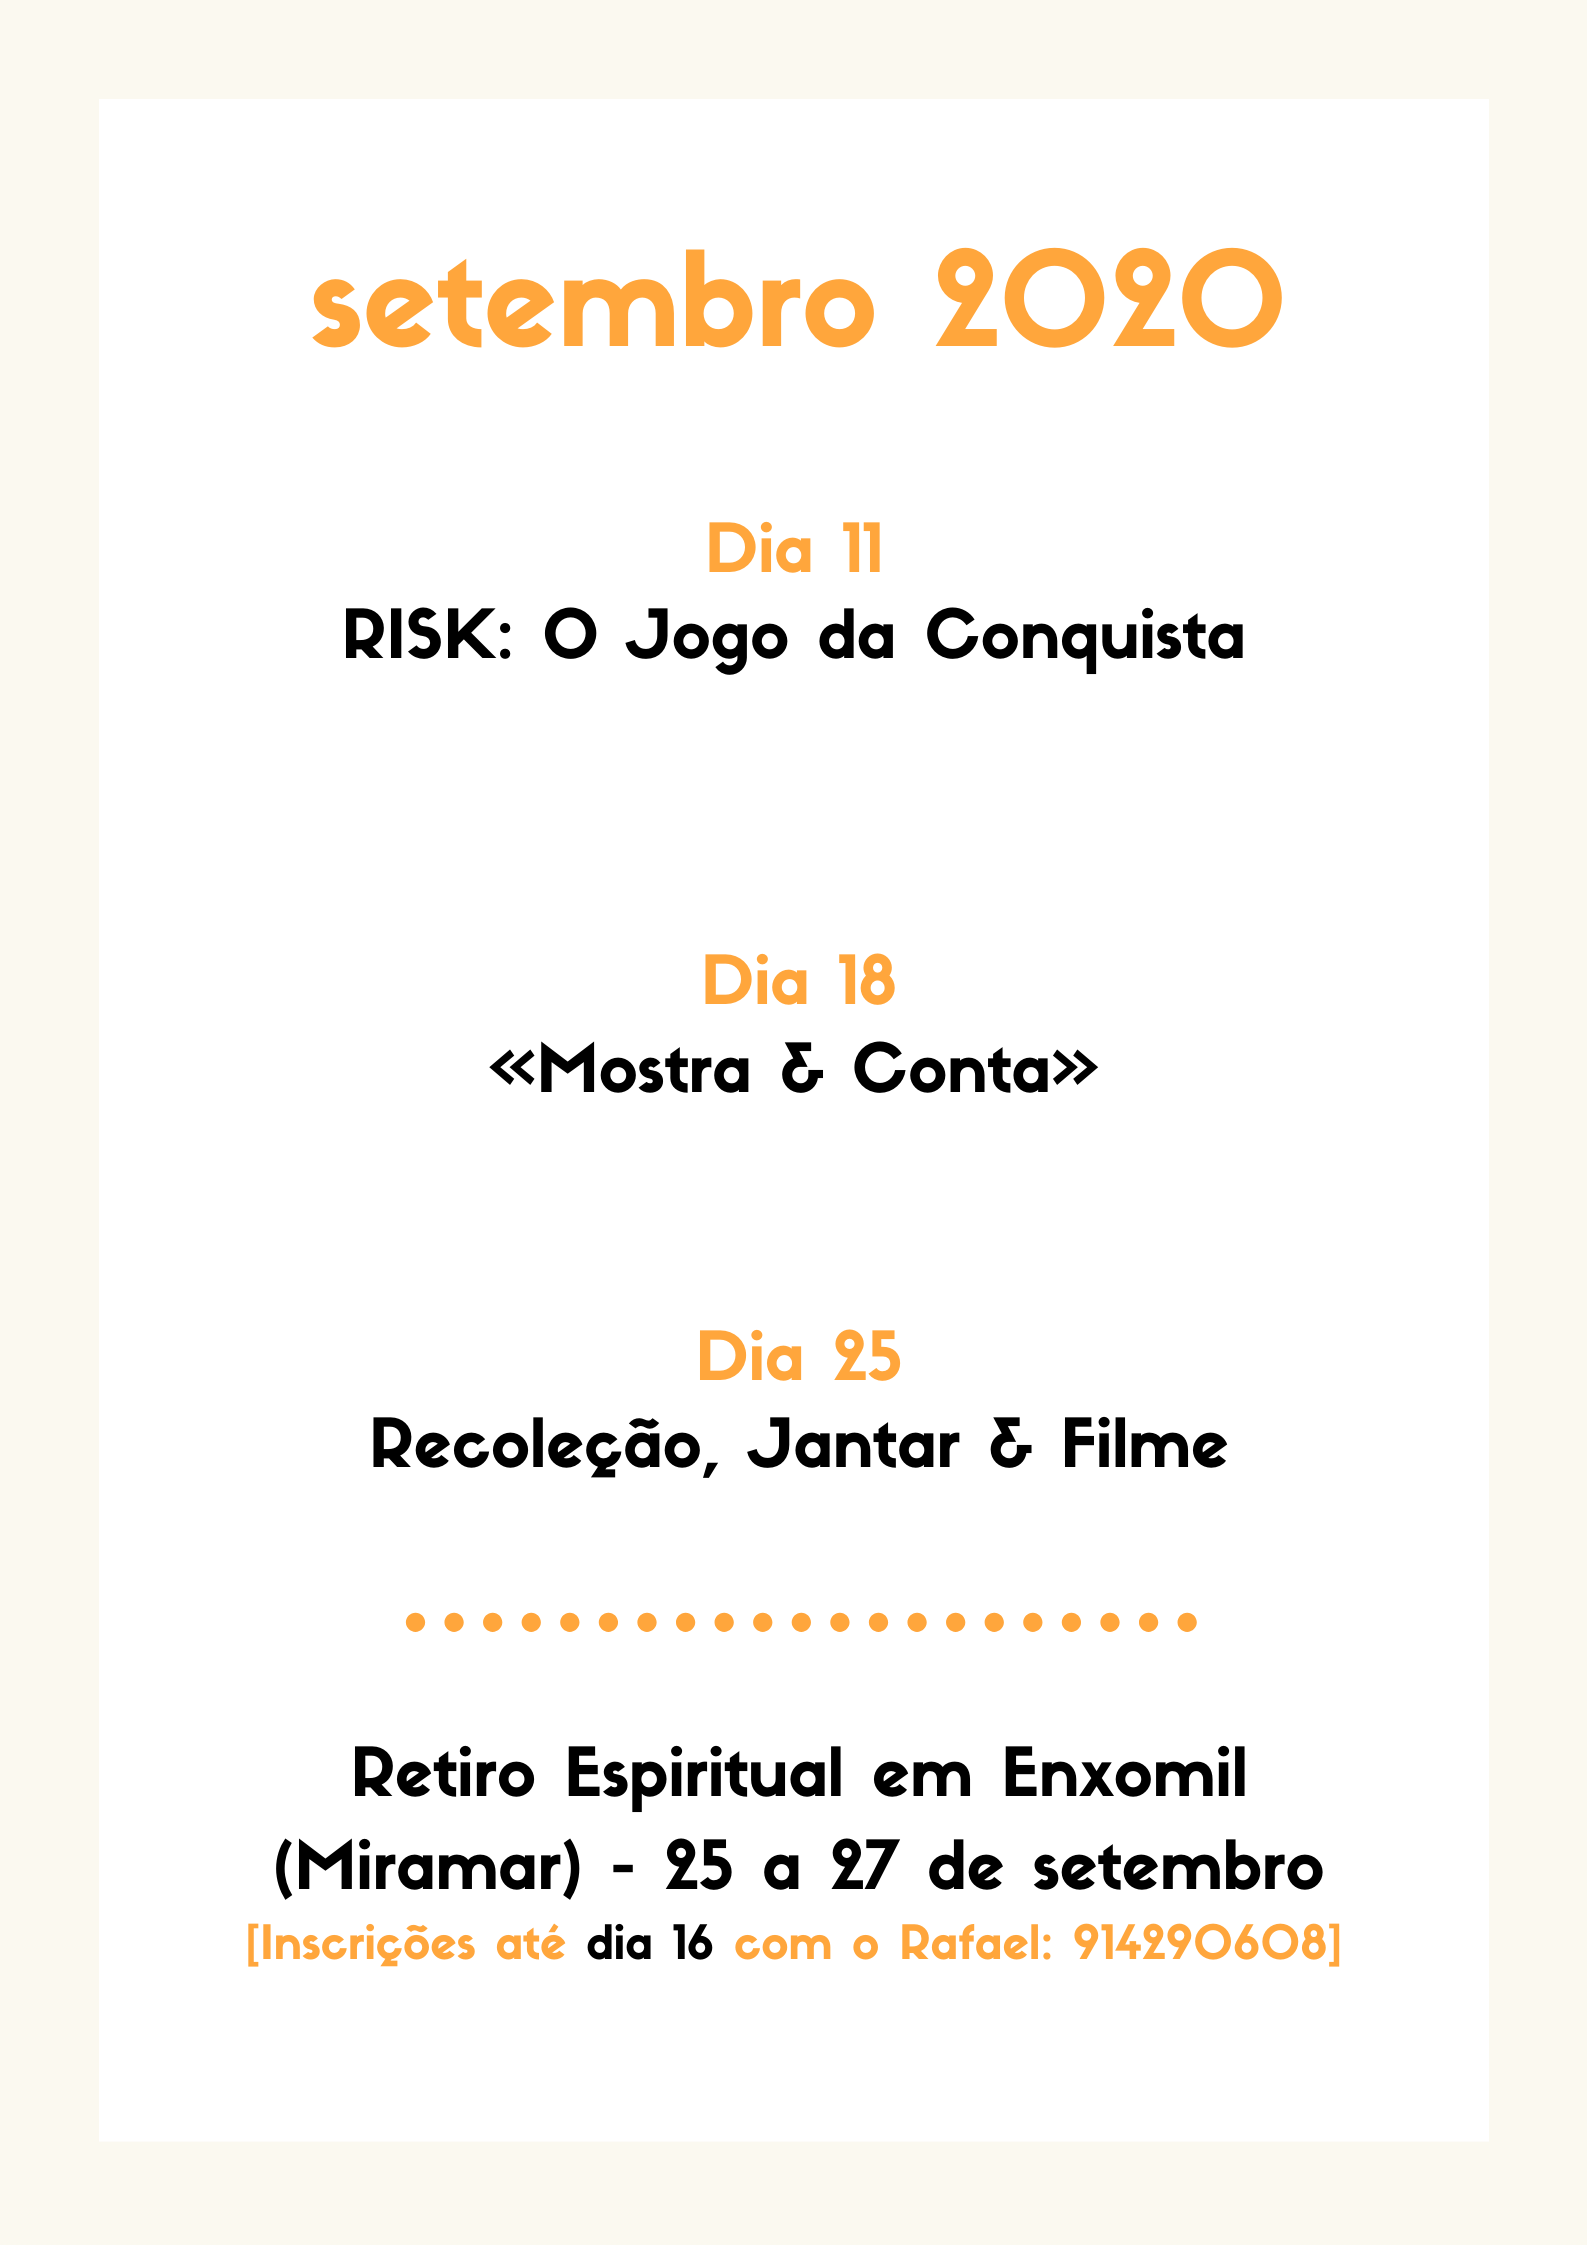 setembro 2020
Dia 11
RISK: O Jogo da Conquista
Dia 18
«Mostra & Conta»
Dia 25
Recoleção, Jantar & Filme
Retiro Espiritual em Enxomil
(Miramar) - 25 a 27 de setembro
[Inscrições até dia 16 com o Rafael: 914290608]